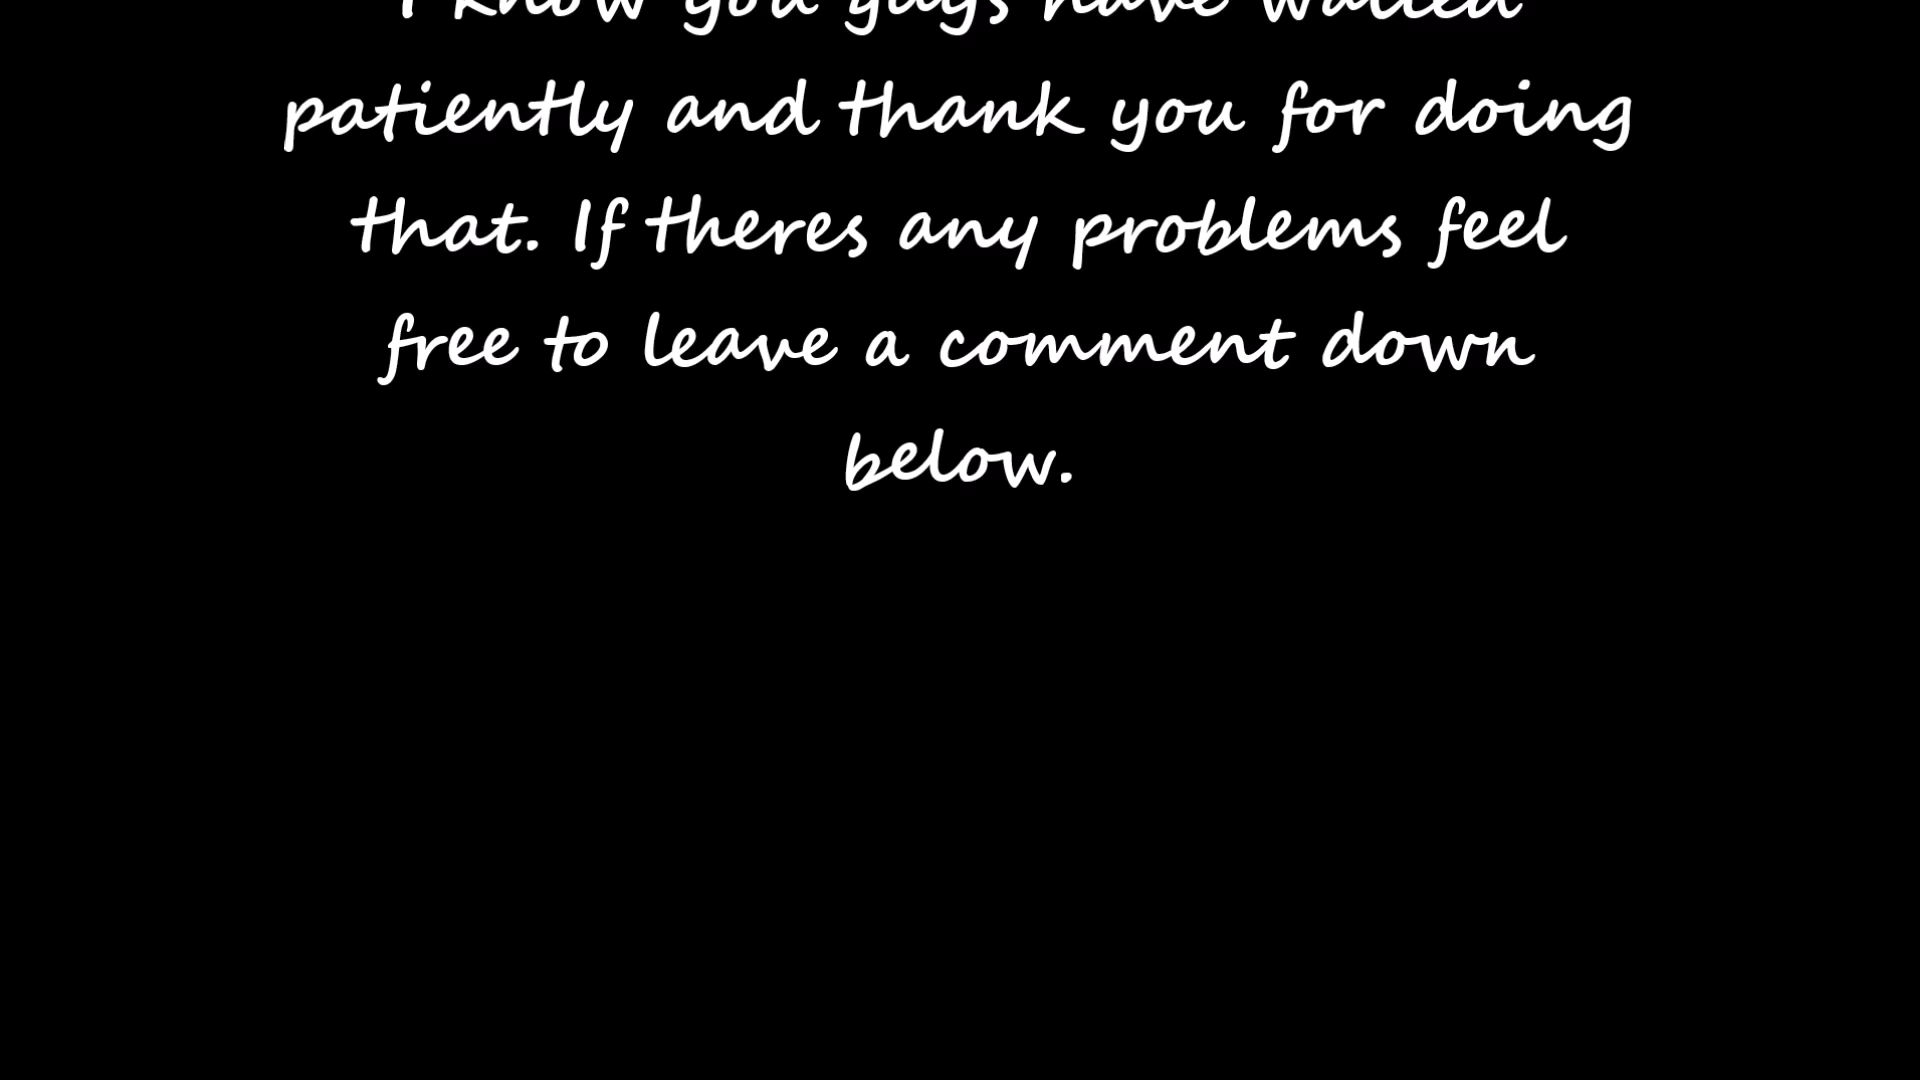 I know you guys have waited
patiently and thank you for doing
that. If theres any problems feel
free to leave a comment down
below.